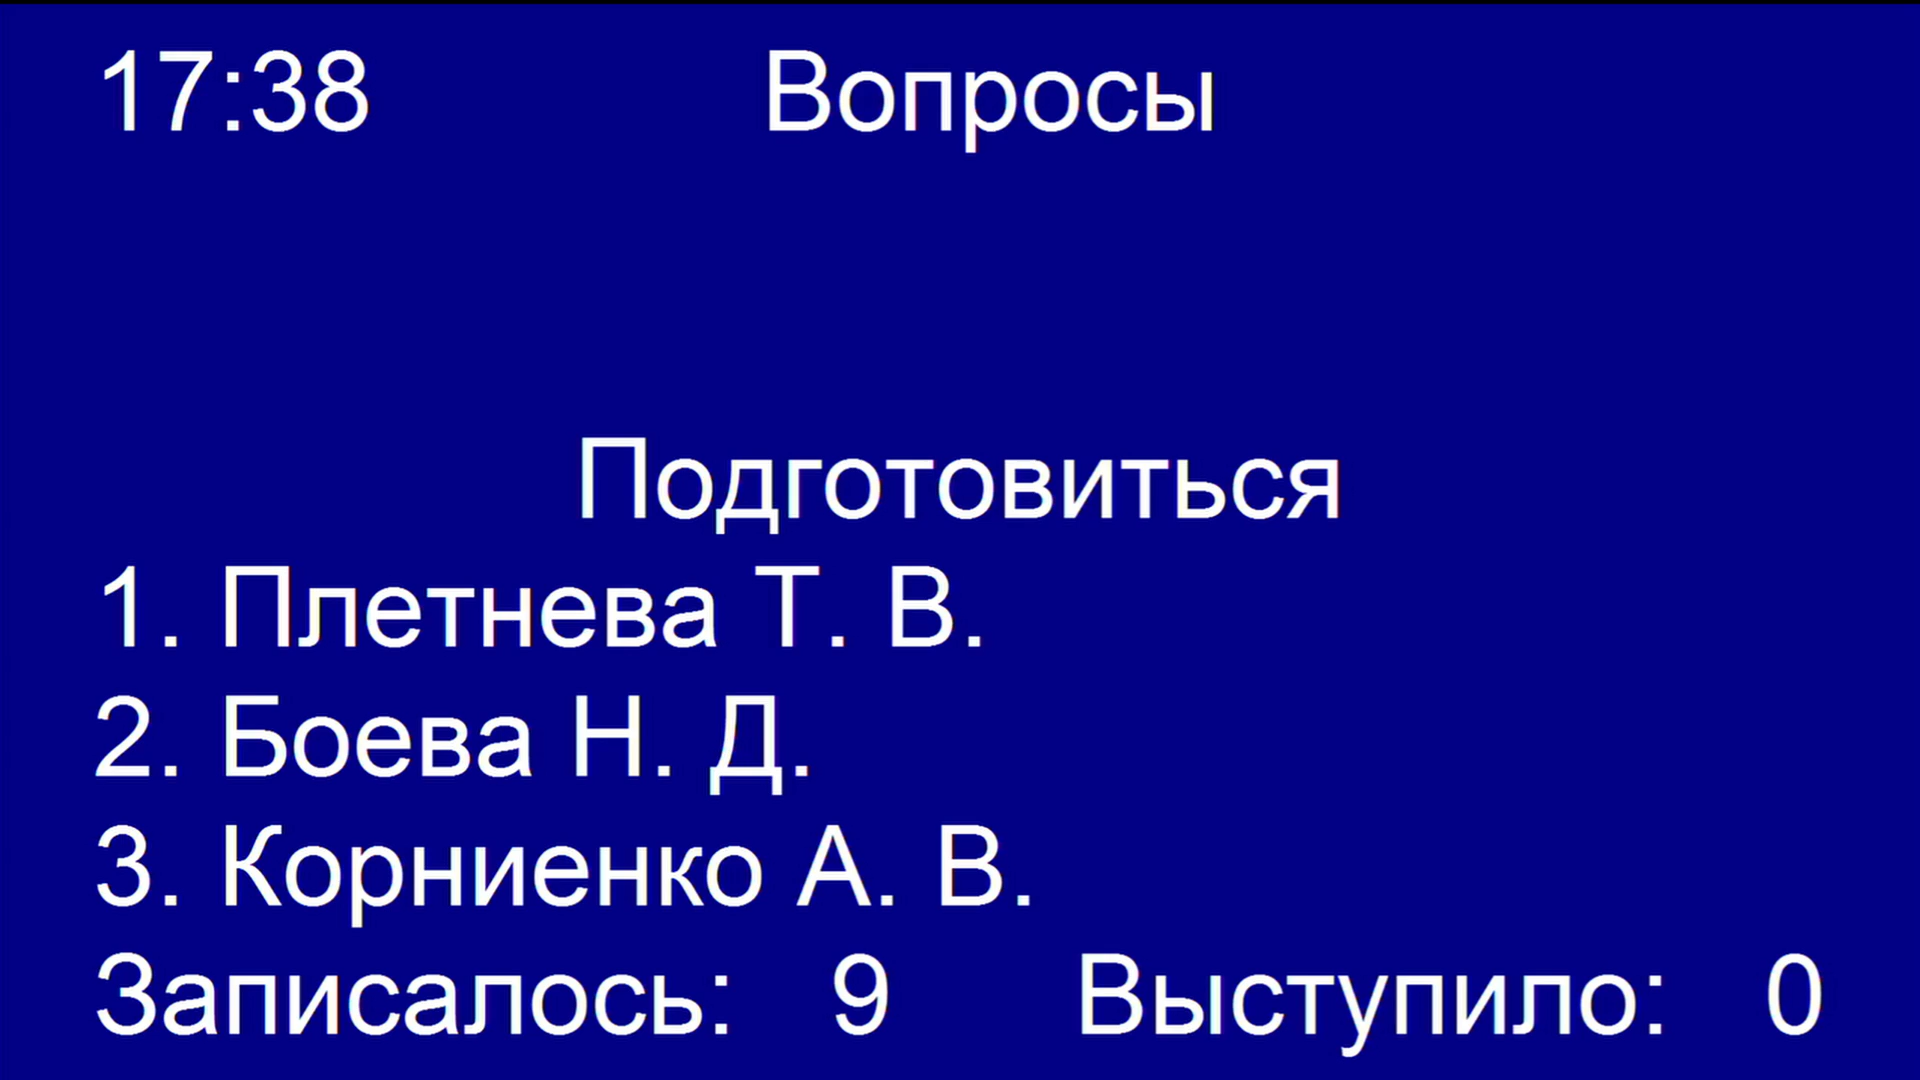 17:38 Вопросы
Подготовиться
1. Плетнева Т. В.
2. Боева Н. Д.
3. Корниенко А. В.
Записалось: 9 Выступило: 0